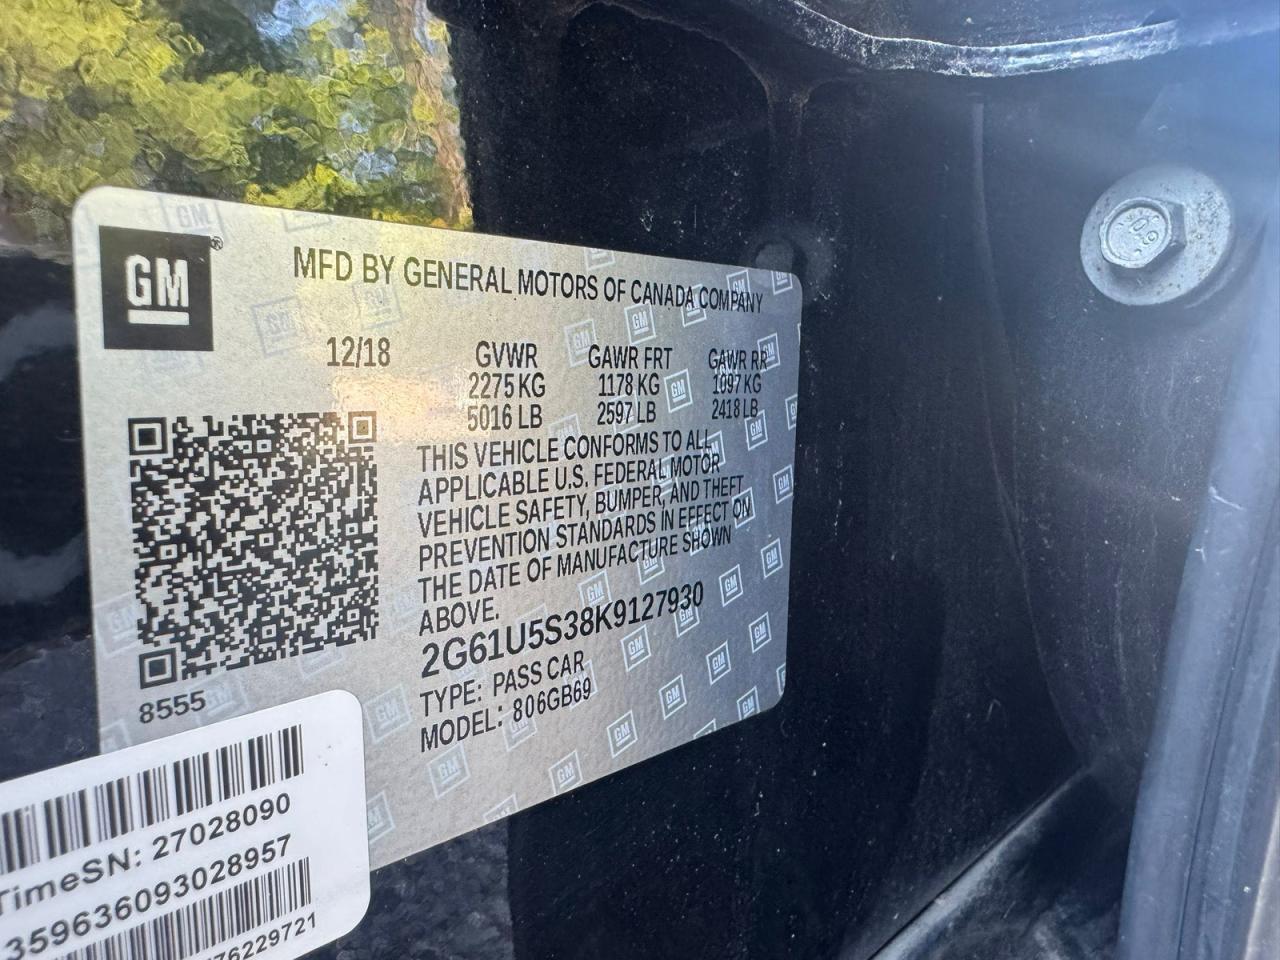 GM
MFD BY GENERAL MOTORS OF CANADA COMPANY
12/18
GVWR GAWR FRT GAWR RR
2275 KG 1178 KG 1097 KG
5016 LB 2597 LB 2418 LB
THIS VEHICLE CONFORMS TO ALL
APPLICABLE U.S. FEDERAL MOTOR
VEHICLE SAFETY, BUMPER, AND THEFT
PREVENTION STANDARDS IN EFFECT ON
THE DATE OF MANUFACTURE SHOWN
ABOVE.
2G61U5S38K9127930
TYPE: PASS CAR
MODEL: 806GB69
8555
TimeSN: 27028090
359636093028957
76229721